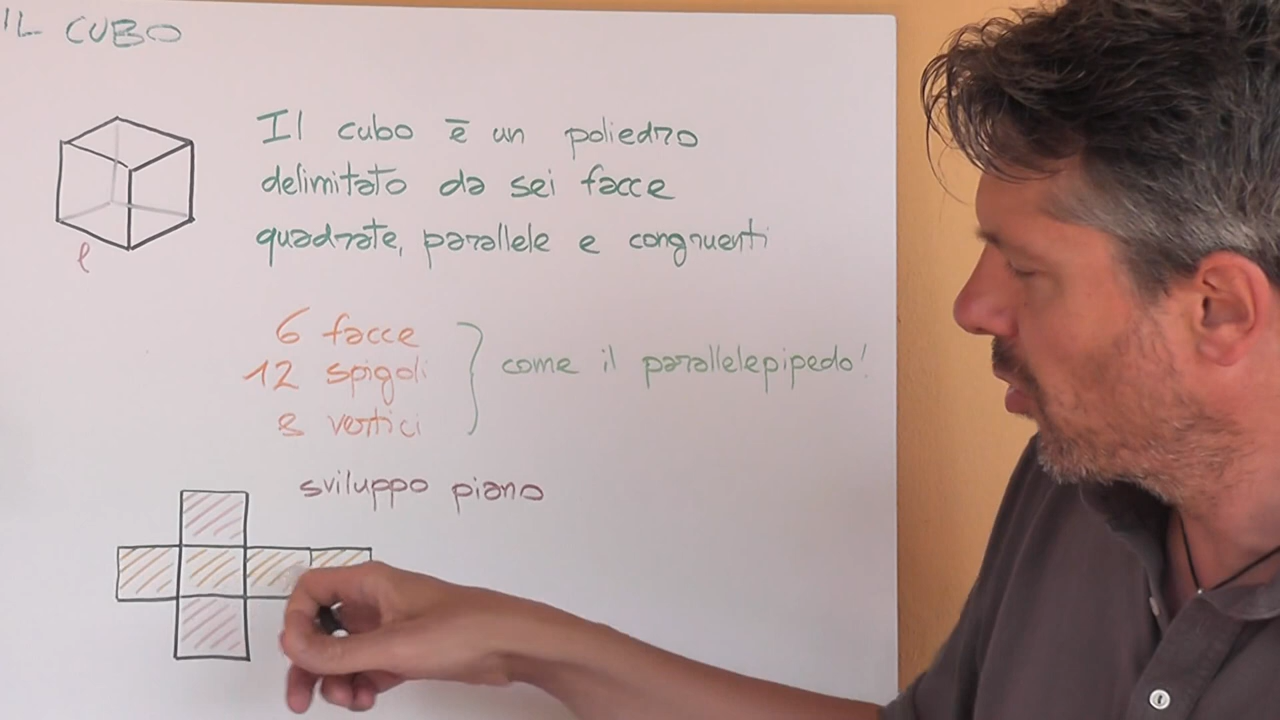 IL CUBO
Il cubo ē un poliedro
delimitato da sei facce
quadrate, parallele e congruenti
l
6 facce
12 spigoli
8 vertici
come il parallelepipedo!
sviluppo piano